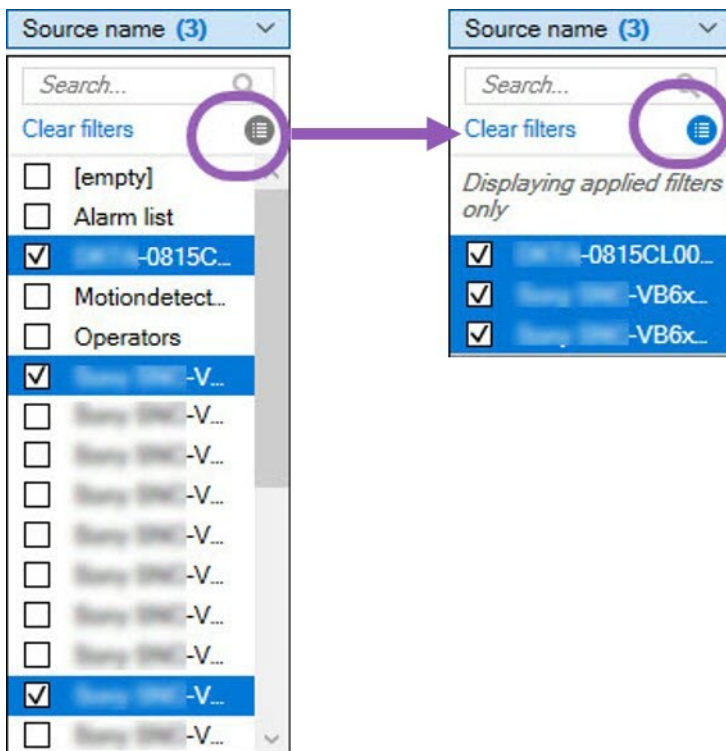 Source name (3)
Search...
Clear filters
[empty]
Alarm list
-0815C...
Motiondetect...
Operators
-V...
-V...
-V...
-V...
-V...
-V...
-V...
-V...
-V...
-V...
Source name (3)
Search...
Clear filters
Displaying applied filters
only
-0815CL00...
-VB6x...
-VB6x...